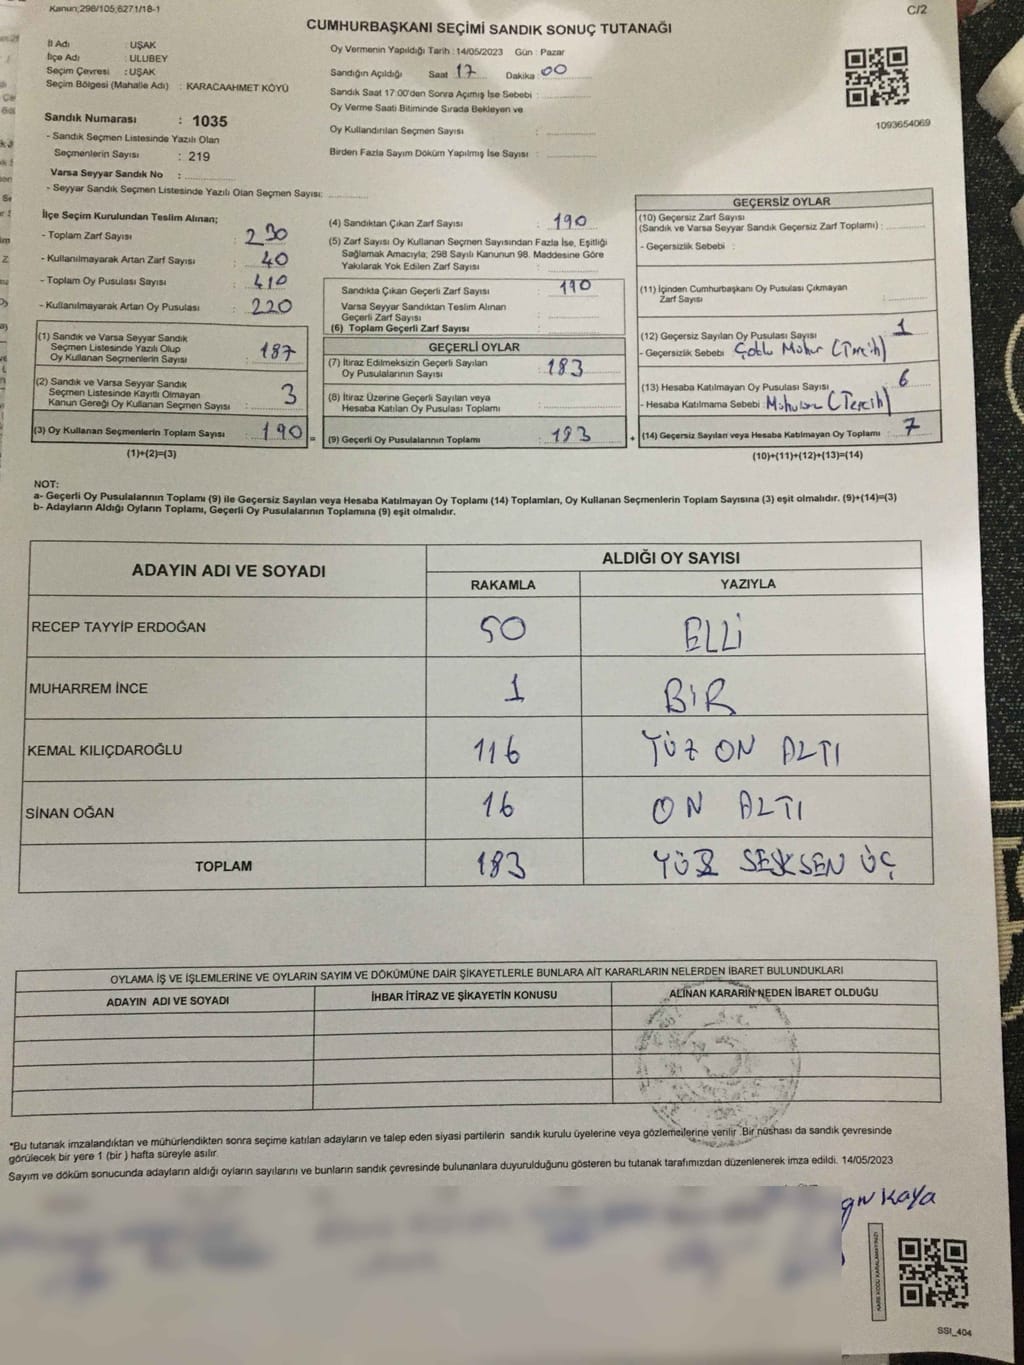 Kanun;298/105;6271/18-1
C/2
CUMHURBAŞKANI SEÇİMİ SANDIK SONUÇ TUTANAĞI
İl Adı : UŞAK
İlçe Adı : ULUBEY
Seçim Çevresi : UŞAK
Seçim Bölgesi (Mahalle Adı) : KARACAAHMET KÖYÜ
Sandık Numarası : 1035
- Sandık Seçmen Listesinde Yazılı Olan
Seçmenlerin Sayısı : 219
Varsa Seyyar Sandık No :
- Seyyar Sandık Seçmen Listesinde Yazılı Olan Seçmen Sayısı:
Oy Vermenin Yapıldığı Tarih : 14/05/2023 Gün : Pazar
Sandığın Açıldığı Saat 17 Dakika 00
Sandık Saat 17:00'den Sonra Açımış İse Sebebi :
Oy Verme Saati Bitiminde Sırada Bekleyen ve
Oy Kullandırılan Seçmen Sayısı :
Birden Fazla Sayım Döküm Yapılmış İse Sayısı :
1093654069
İlçe Seçim Kurulundan Teslim Alınan;
- Toplam Zarf Sayısı : 230
- Kullanılmayarak Artan Zarf Sayısı : 40
- Toplam Oy Pusulası Sayısı : 410
- Kullanılmayarak Artan Oy Pusulası : 220
(1) Sandık ve Varsa Seyyar Sandık
Seçmen Listesinde Yazılı Olup
Oy Kullanan Seçmenlerin Sayısı : 187
(2) Sandık ve Varsa Seyyar Sandık
Seçmen Listesinde Kayıtlı Olmayan
Kanun Gereği Oy Kullanan Seçmen Sayısı : 3
(3) Oy Kullanan Seçmenlerin Toplam Sayısı : 190 =
(1)+(2)=(3)
(4) Sandıktan Çıkan Zarf Sayısı : 190
(5) Zarf Sayısı Oy Kullanan Seçmen Sayısından Fazla İse, Eşitliği
Sağlamak Amacıyla; 298 Sayılı Kanunun 98. Maddesine Göre
Yakılarak Yok Edilen Zarf Sayısı :
Sandıkta Çıkan Geçerli Zarf Sayısı : 190
Varsa Seyyar Sandıktan Teslim Alınan
Geçerli Zarf Sayısı :
(6) Toplam Geçerli Zarf Sayısı :
GEÇERLİ OYLAR
(7) İtiraz Edilmeksizin Geçerli Sayılan
Oy Pusulalarının Sayısı : 183
(8) İtiraz Üzerine Geçerli Sayılan veya
Hesaba Katılan Oy Pusulası Toplamı :
(9) Geçerli Oy Pusulalarının Toplamı : 183 +
GEÇERSİZ OYLAR
(10) Geçersiz Zarf Sayısı
(Sandık ve Varsa Seyyar Sandık Geçersiz Zarf Toplamı) :
- Geçersizlik Sebebi :
(11) İçinden Cumhurbaşkanı Oy Pusulası Çıkmayan
Zarf Sayısı :
(12) Geçersiz Sayılan Oy Pusulası Sayısı : 1
- Geçersizlik Sebebi Çoklu Mühür (Tercih)
(13) Hesaba Katılmayan Oy Pusulası Sayısı : 6
- Hesaba Katılmama Sebebi : (Tercih)
(14) Geçersiz Sayılan veya Hesaba Katılmayan Oy Toplamı : 7
(10)+(11)+(12)+(13)=(14)
NOT:
a- Geçerli Oy Pusulalarının Toplamı (9) ile Geçersiz Sayılan veya Hesaba Katılmayan Oy Toplamı (14) Toplamları, Oy Kullanan Seçmenlerin Toplam Sayısına (3) eşit olmalıdır. (9)+(14)=(3)
b- Adayların Aldığı Oyların Toplamı, Geçerli Oy Pusulalarının Toplamına (9) eşit olmalıdır.
ADAYIN ADI VE SOYADI
ALDIĞI OY SAYISI
RAKAMLA YAZIYLA
RECEP TAYYİP ERDOĞAN 50 ELLİ
MUHARREM İNCE 1 BİR
KEMAL KILIÇDAROĞLU 116 YÜZ ON ALTI
SİNAN OĞAN 16 ON ALTI
TOPLAM 183 YÜZ SEKSEN ÜÇ
OYLAMA İŞ VE İŞLEMLERİNE VE OYLARIN SAYIM VE DÖKÜMÜNE DAİR ŞİKAYETLERLE BUNLARA AİT KARARLARIN NELERDEN İBARET BULUNDUKLARI
ADAYIN ADI VE SOYADI İHBAR İTİRAZ VE ŞİKAYETİN KONUSU ALINAN KARARIN NEDEN İBARET OLDUĞU
*Bu tutanak imzalandıktan ve mühürlendikten sonra seçime katılan adayların ve talep eden siyasi partilerin sandık kurulu üyelerine veya gözlemcilerine verilir .Bir nüshası da sandık çevresinde
görülecek bir yere 1 (bir ) hafta süreyle asılır.
Sayım ve döküm sonucunda adayların aldığı oyların sayılarını ve bunların sandık çevresinde bulunanlara duyurulduğunu gösteren bu tutanak tarafımızdan düzenlenerek imza edildi. 14/05/2023
Kaya
KARE KODU KARALAMAYINIZ!
SSI_404